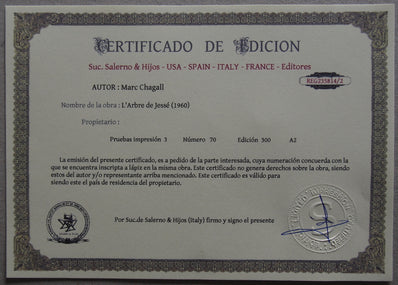 CERTIFICADO DE EDICION
Suc. Salerno & Hijos - USA - SPAIN - ITALY - FRANCE - Editores
REG235814/2
AUTOR : Marc Chagall
Nombre de la obra : L'Arbre de Jessé (1960)
Propietario :
Pruebas impresión 3 Número 70 Edición 300 A2
La emisión del presente certificado, es a pedido de la parte interesada, cuya numeración concuerda con la
que se encuentra inscripta a lápiz en la misma obra. Este certificado no genera derechos sobre la obra, siendo
estos del autor y/o representante arriba mencionado. Este certificado es válido para
siendo este el país de residencia del propietario.
Por Suc.de Salerno & Hijos (Italy) firmo y signo el presente